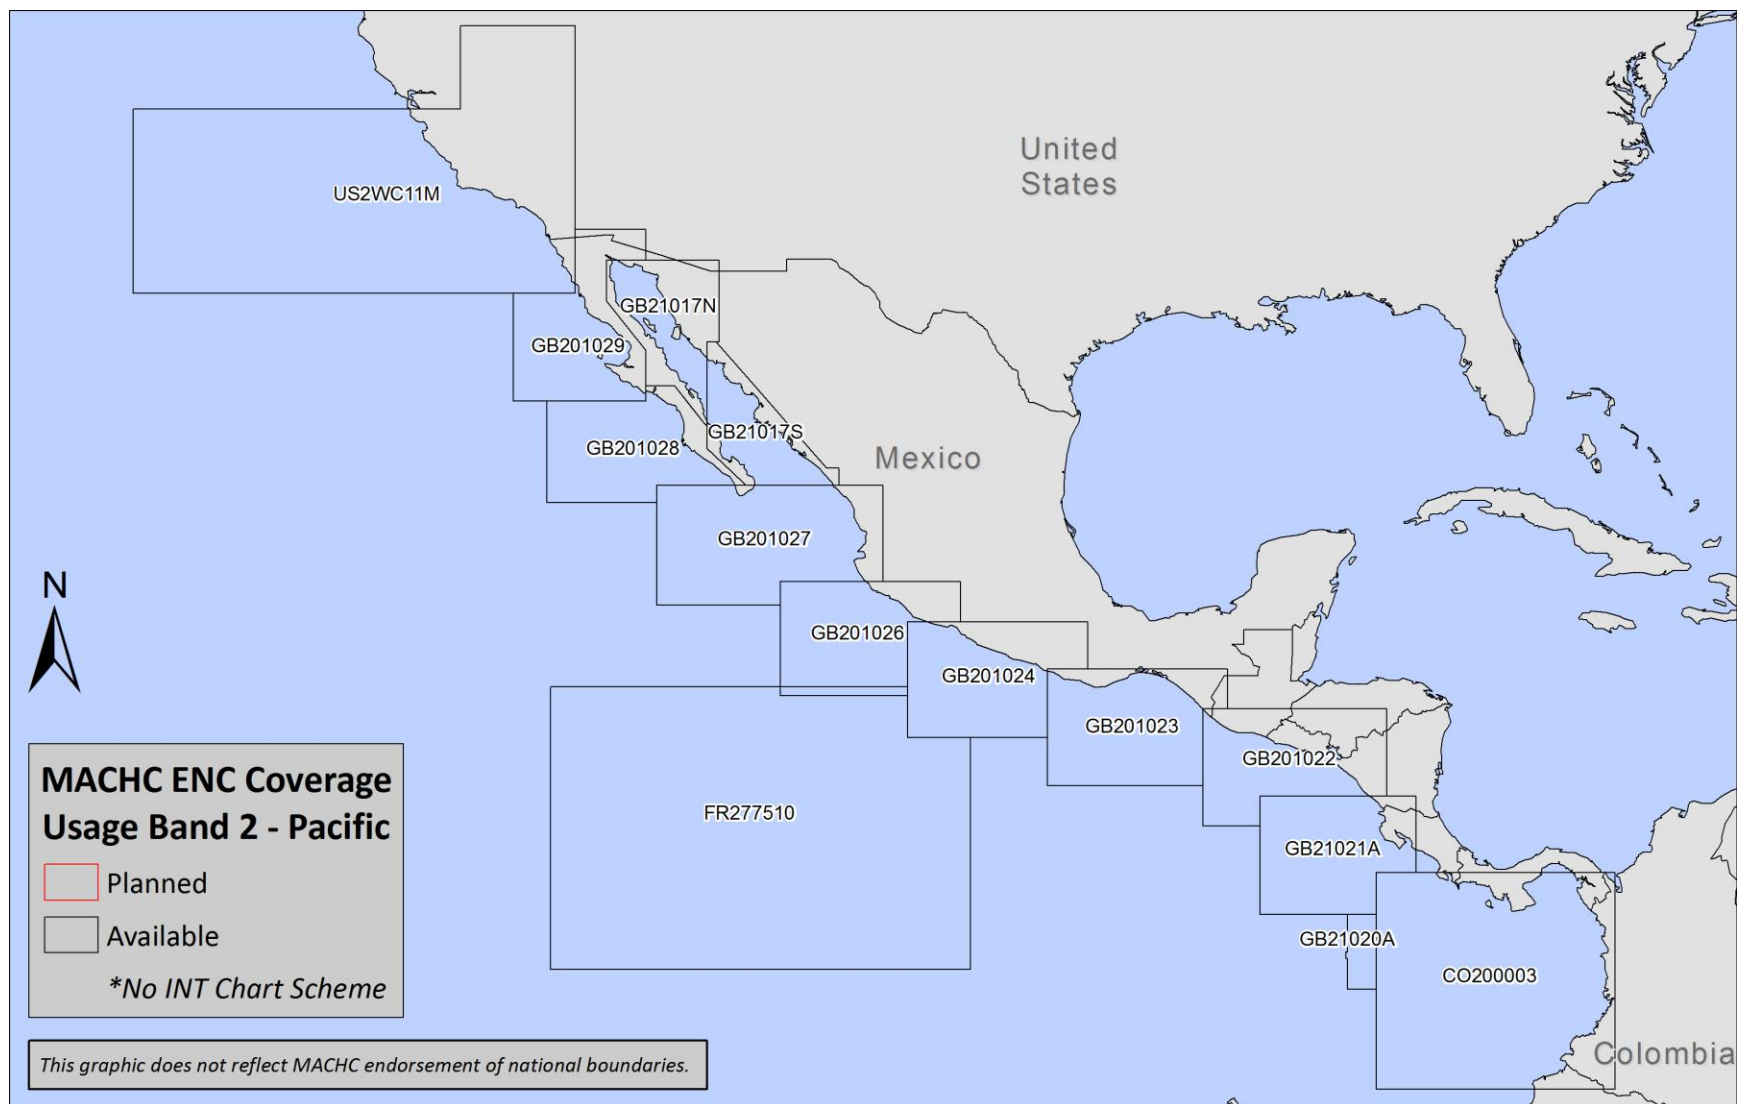 United
States
US2WC11M
GB21017N
GB201029
GB21017S
GB201028
Mexico
GB201027
N
GB201026
GB201024
GB201023
GB201022
FR277510
GB21021A
GB21020A
CO200003
Colombia
MACHC ENC Coverage
Usage Band 2 - Pacific
Planned
Available
*No INT Chart Scheme
This graphic does not reflect MACHC endorsement of national boundaries.